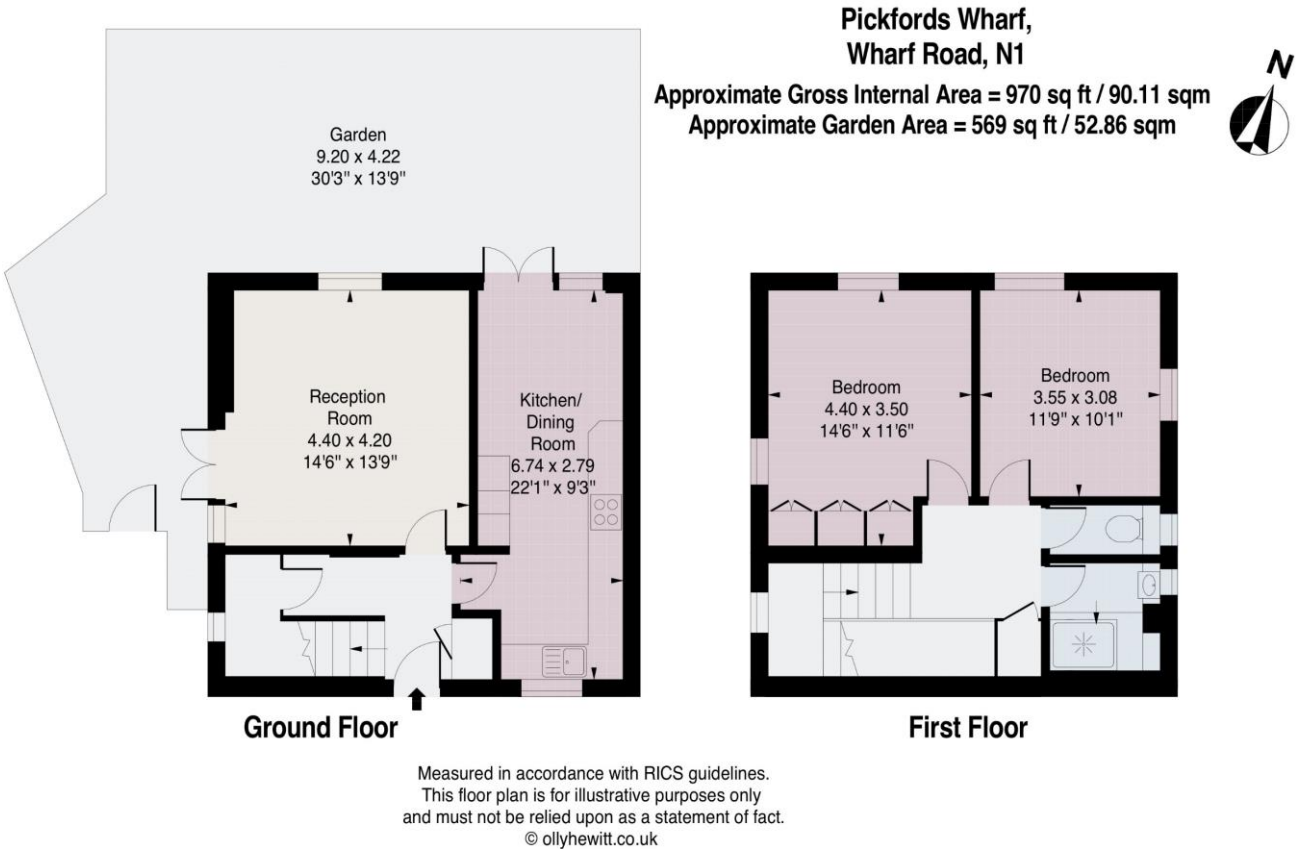 Pickfords Wharf,
Wharf Road, N1
Approximate Gross Internal Area = 970 sq ft / 90.11 sqm
Approximate Garden Area = 569 sq ft / 52.86 sqm
N
Garden
9.20 x 4.22
30'3" x 13'9"
Reception
Room
4.40 x 4.20
14'6" x 13'9"
Kitchen/
Dining
Room
6.74 x 2.79
22'1" x 9'3"
Bedroom
4.40 x 3.50
14'6" x 11'6"
Bedroom
3.55 x 3.08
11'9" x 10'1"
Ground Floor
First Floor
Measured in accordance with RICS guidelines.
This floor plan is for illustrative purposes only
and must not be relied upon as a statement of fact.
© ollyhewitt.co.uk